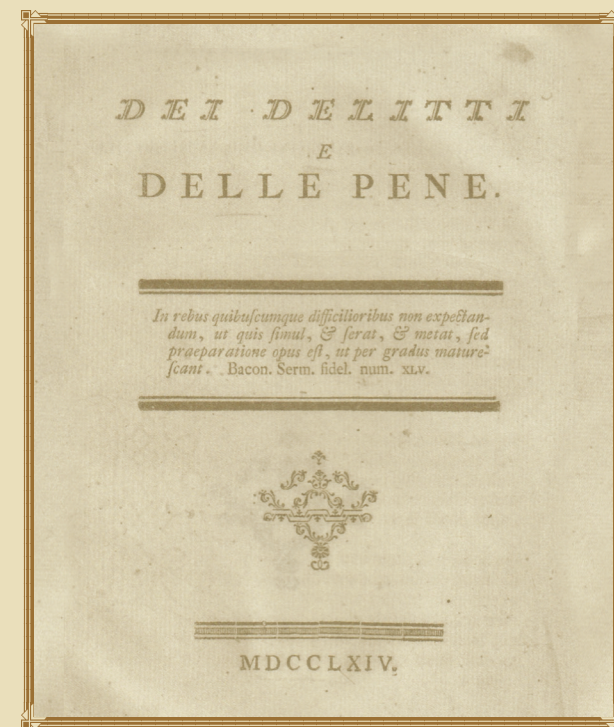 DEI DELITTI
E
DELLE PENE.
In rebus quibuſcumque difficilioribus non expectan-
dum, ut quis ſimul, & ſerat, & metat, ſed
praeparatione opus eſt, ut per gradus mature-
ſcant. Bacon. Serm. fidel. num. XLV.
MDCCLXIV.